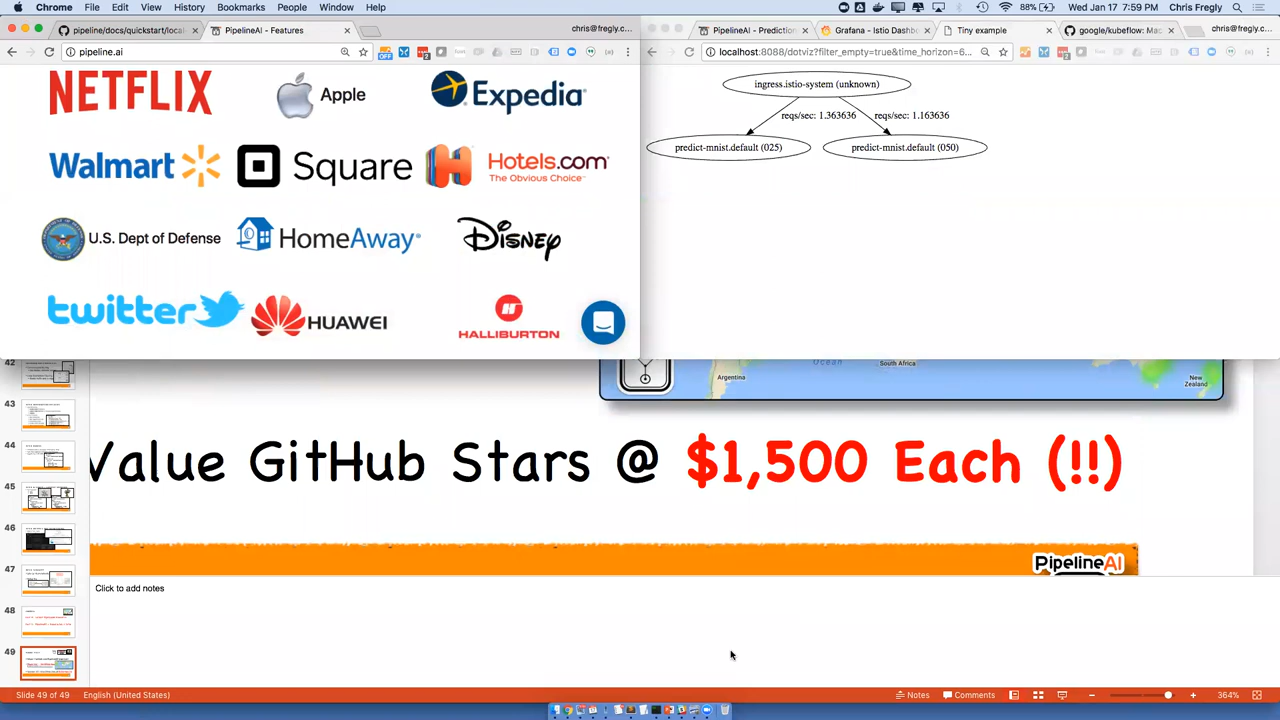 Chrome File Edit View History Bookmarks People Window Help
88% Wed Jan 17 7:59 PM Chris Fregly
pipeline/docs/quickstart/local
PipelineAI - Features
chris@fregly.c...
pipeline.ai
NETFLIX
Apple
Expedia
Walmart
Square
Hotels.com
The Obvious Choice
U.S. Dept of Defense
HomeAway
Disney
twitter
HUAWEI
HALLIBURTON
PipelineAI - Prediction
Grafana - Istio Dashbo
Tiny example
google/kubeflow: Mac
chris@fregly.c...
localhost:8088/dotviz?filter_empty=true&time_horizon=6...
ingress.istio-system (unknown)
reqs/sec: 1.363636
reqs/sec: 1.163636
predict-mnist.default (025)
predict-mnist.default (050)
Ocean
South Africa
Argentina
New
Zealand
42
43
44
45
46
47
48
49
Value GitHub Stars @ $1,500 Each (!!)
PipelineAI
Click to add notes
Slide 49 of 49
English (United States)
Notes
Comments
364%